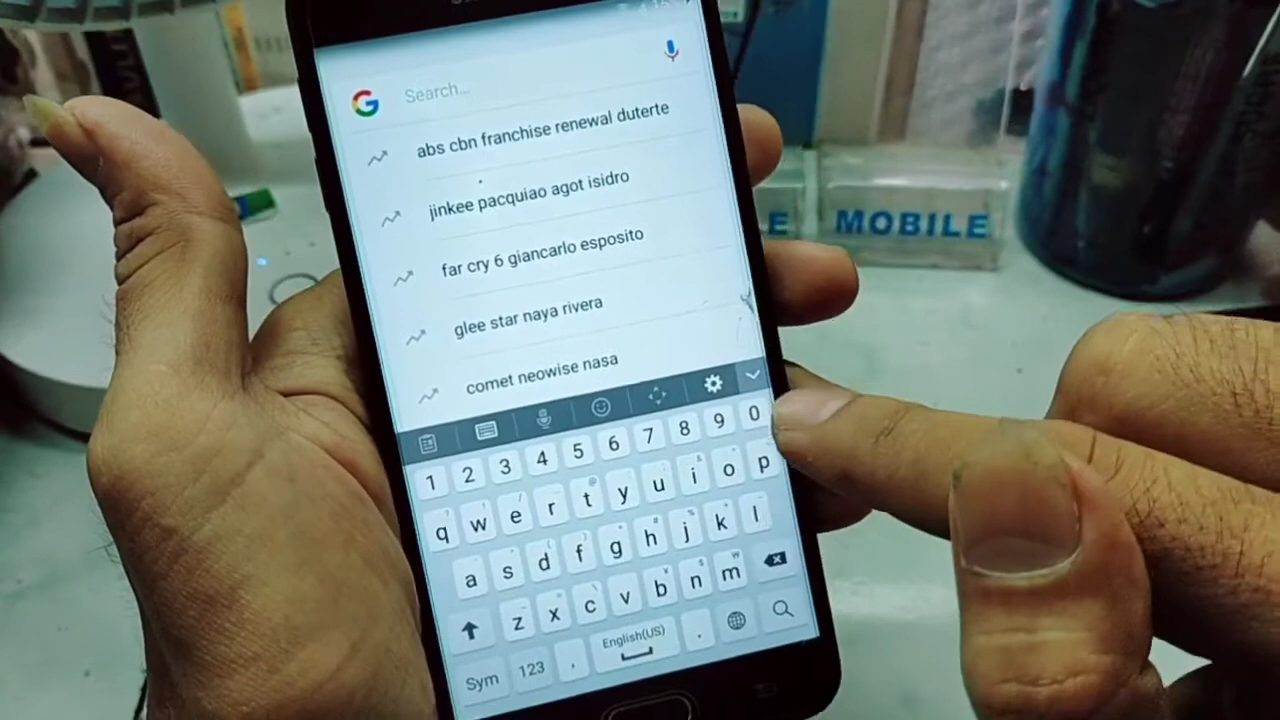 Search...
abs cbn franchise renewal duterte
jinkee pacquiao agot isidro
far cry 6 giancarlo esposito
glee star naya rivera
comet neowise nasa
1 2 3 4 5 6 7 8 9 0
q w e r t y u i o p
a s d f g h j k l
z x c v b n m
Sym 123 , English(US) .
LE MOBILE